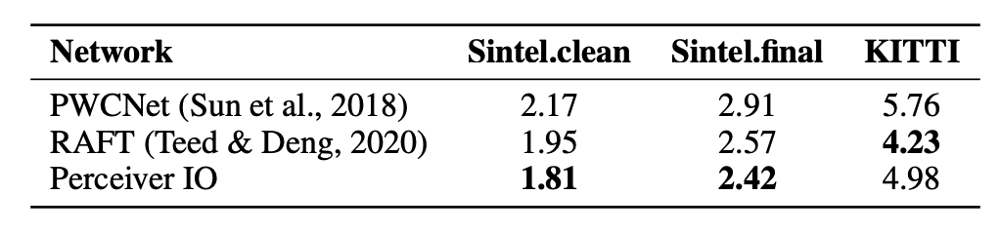 Network Sintel.clean Sintel.final KITTI
PWCNet (Sun et al., 2018) 2.17 2.91 5.76
RAFT (Teed & Deng, 2020) 1.95 2.57 4.23
Perceiver IO 1.81 2.42 4.98